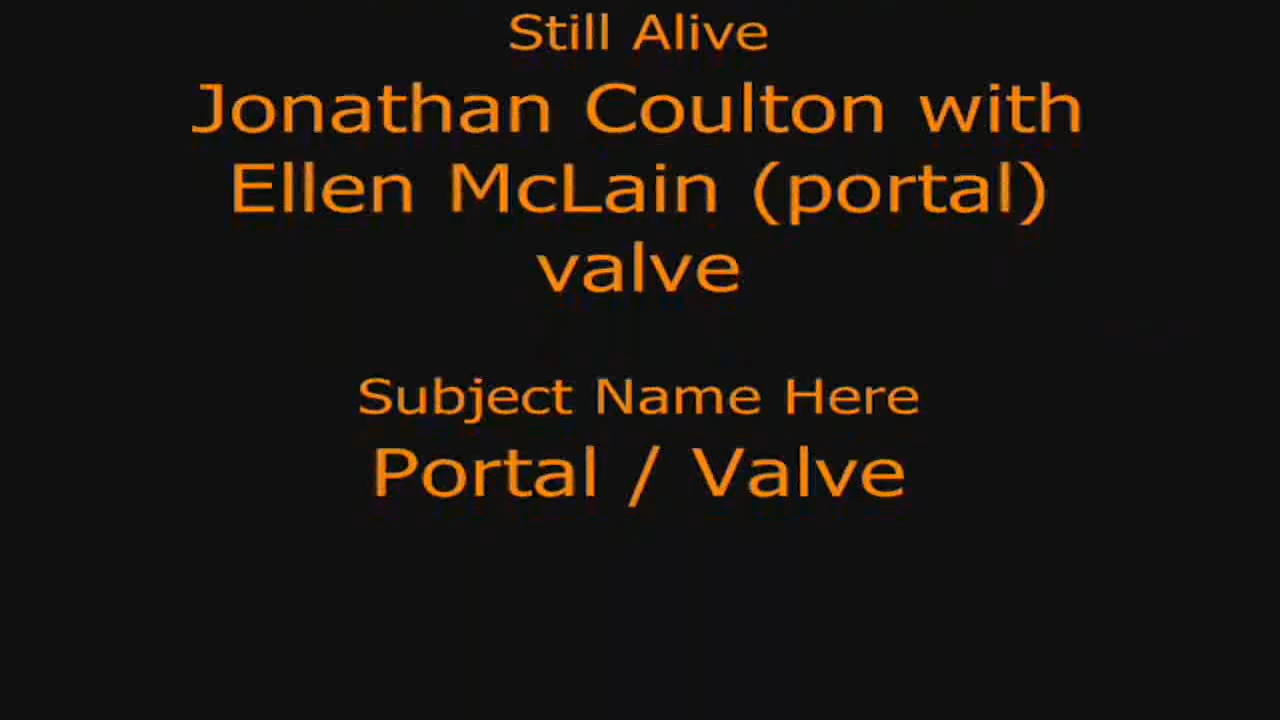 Still Alive
Jonathan Coulton with
Ellen McLain (portal)
valve
Subject Name Here
Portal / Valve